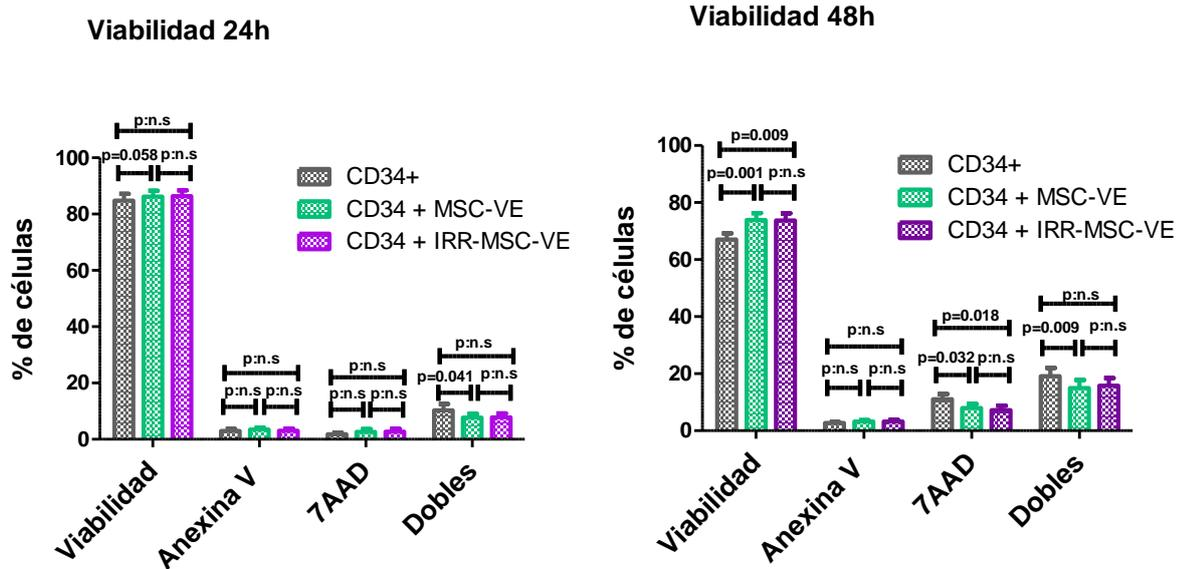 Viabilidad 24h
p:n.s
p=0.058 p:n.s
100
80
60
40
20
0
% de células
CD34+
CD34 + MSC-VE
CD34 + IRR-MSC-VE
p:n.s
p:n.s p:n.s
p:n.s
p:n.s p:n.s
p:n.s
p=0.041 p:n.s
Viabilidad
Anexina V
7AAD
Dobles
Viabilidad 48h
p=0.009
p=0.001 p:n.s
100
80
60
40
20
0
% de células
CD34+
CD34 + MSC-VE
CD34 + IRR-MSC-VE
p:n.s
p:n.s p:n.s
p=0.018
p=0.032 p:n.s
p:n.s
p=0.009 p:n.s
Viabilidad
Anexina V
7AAD
Dobles